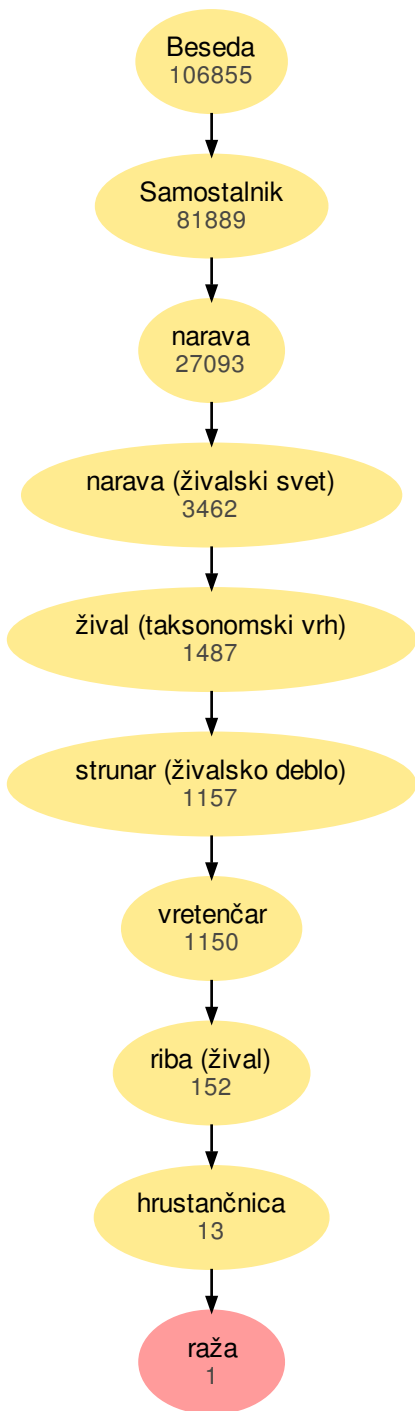 Beseda
106855
Samostalnik
81889
narava
27093
narava (živalski svet)
3462
žival (taksonomski vrh)
1487
strunar (živalsko deblo)
1157
vretenčar
1150
riba (žival)
152
hrustančnica
13
raža
1